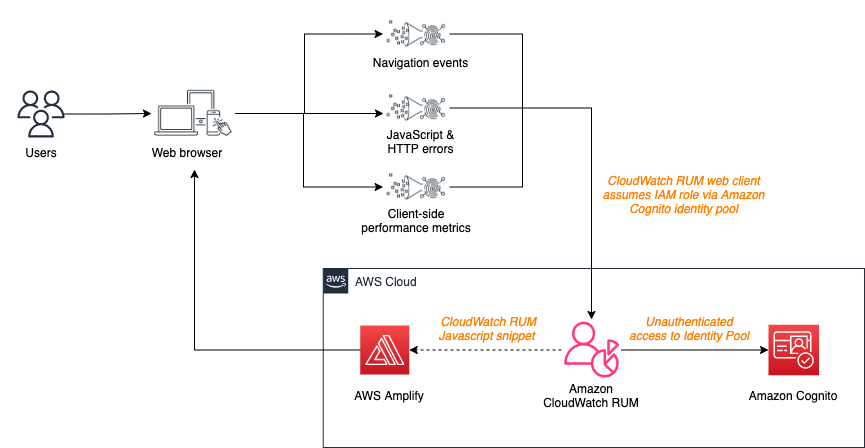 Navigation events
Users
Web browser
JavaScript &
HTTP errors
Client-side
performance metrics
CloudWatch RUM web client
assumes IAM role via Amazon
Cognito identity pool
aws
AWS Cloud
CloudWatch RUM
Javascript snippet
Unauthenticated
access to Identity Pool
AWS Amplify
Amazon
CloudWatch RUM
Amazon Cognito